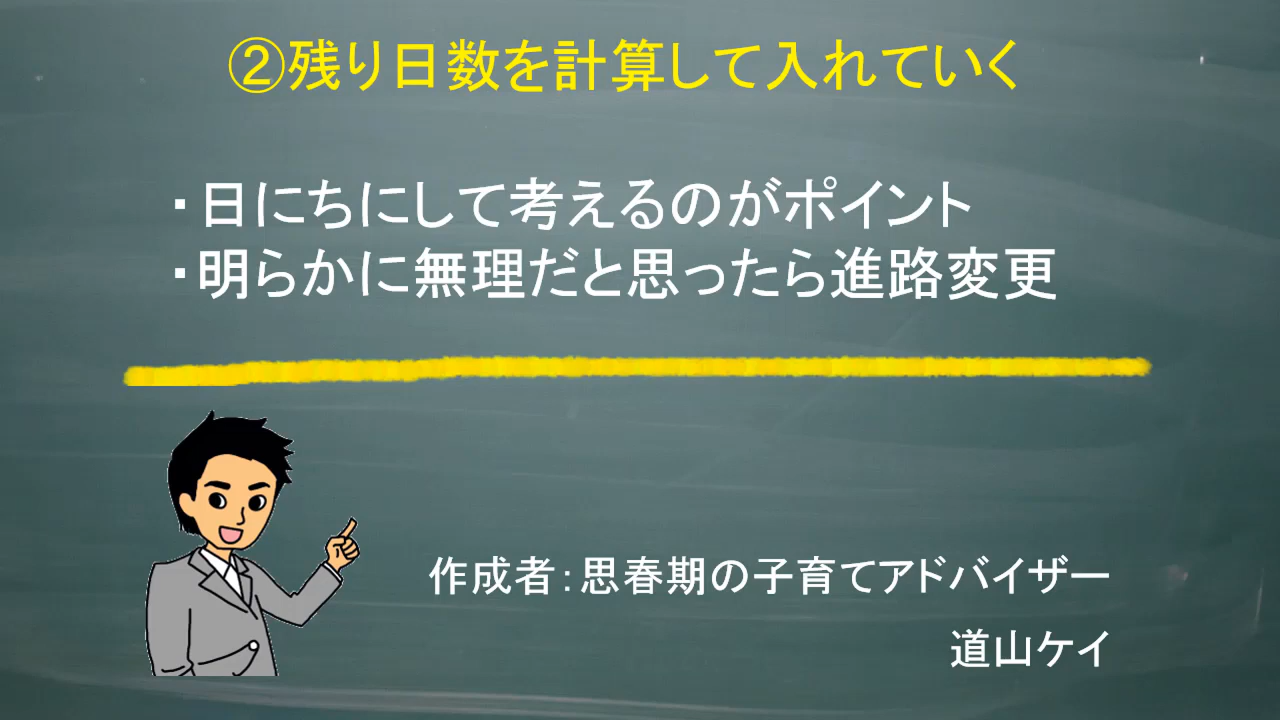 ②残り日数を計算して入れていく
・日にちにして考えるのがポイント
・明らかに無理だと思ったら進路変更
作成者：思春期の子育てアドバイザー
道山ケイ